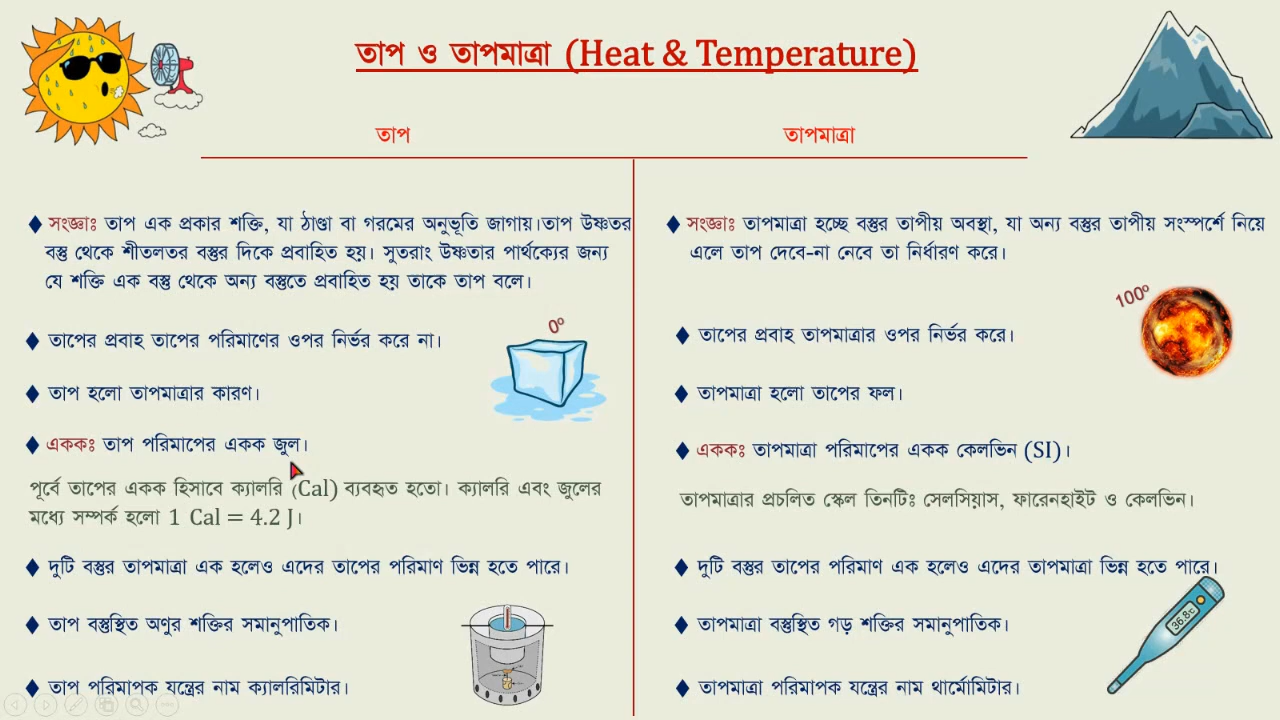 তাপ ও তাপমাত্রা (Heat & Temperature)
তাপ
সংজ্ঞাঃ তাপ এক প্রকার শক্তি, যা ঠাণ্ডা বা গরমের অনুভূতি জাগায়।তাপ উষ্ণতর
বস্তু থেকে শীতলতর বস্তুর দিকে প্রবাহিত হয়। সুতরাং উষ্ণতার পার্থক্যের জন্য
যে শক্তি এক বস্তু থেকে অন্য বস্তুতে প্রবাহিত হয় তাকে তাপ বলে।
তাপের প্রবাহ তাপের পরিমাণের ওপর নির্ভর করে না।
0°
তাপ হলো তাপমাত্রার কারণ।
এককঃ তাপ পরিমাপের একক জুল।
পূর্বে তাপের একক হিসাবে ক্যালরি (Cal) ব্যবহৃত হতো। ক্যালরি এবং জুলের
মধ্যে সম্পর্ক হলো 1 Cal = 4.2 J।
দুটি বস্তুর তাপমাত্রা এক হলেও এদের তাপের পরিমাণ ভিন্ন হতে পারে।
তাপ বস্তুস্থিত অণুর শক্তির সমানুপাতিক।
তাপ পরিমাপক যন্ত্রের নাম ক্যালরিমিটার।
তাপমাত্রা
সংজ্ঞাঃ তাপমাত্রা হচ্ছে বস্তুর তাপীয় অবস্থা, যা অন্য বস্তুর তাপীয় সংস্পর্শে নিয়ে
এলে তাপ দেবে-না নেবে তা নির্ধারণ করে।
100°
তাপের প্রবাহ তাপমাত্রার ওপর নির্ভর করে।
তাপমাত্রা হলো তাপের ফল।
এককঃ তাপমাত্রা পরিমাপের একক কেলভিন (SI)।
তাপমাত্রার প্রচলিত স্কেল তিনটিঃ সেলসিয়াস, ফারেনহাইট ও কেলভিন।
দুটি বস্তুর তাপের পরিমাণ এক হলেও এদের তাপমাত্রা ভিন্ন হতে পারে।
36.8c
তাপমাত্রা বস্তুস্থিত গড় শক্তির সমানুপাতিক।
তাপমাত্রা পরিমাপক যন্ত্রের নাম থার্মোমিটার।